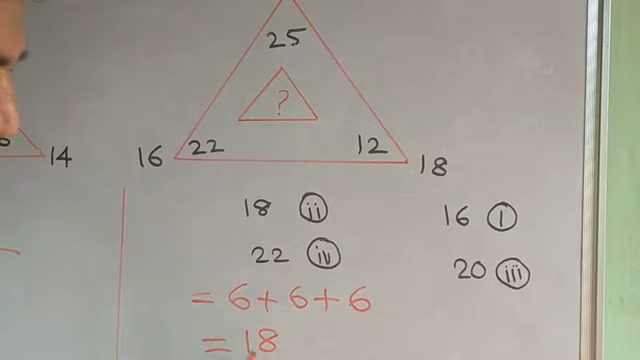 25
?
14
16 22 12 18
18 ii 16 i
22 iv 20 iii
= 6 + 6 + 6
= 18